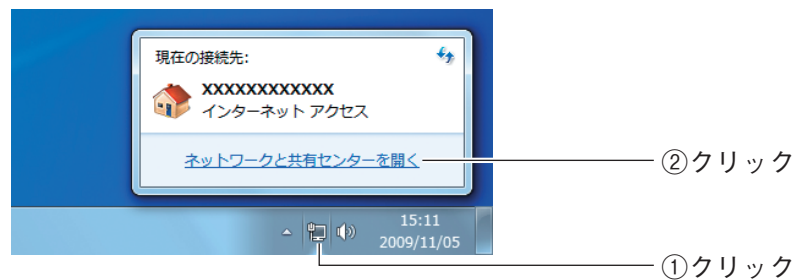 現在の接続先:
XXXXXXXXXXXX
インターネット アクセス
ネットワークと共有センターを開く
②クリック
15:11
2009/11/05
①クリック